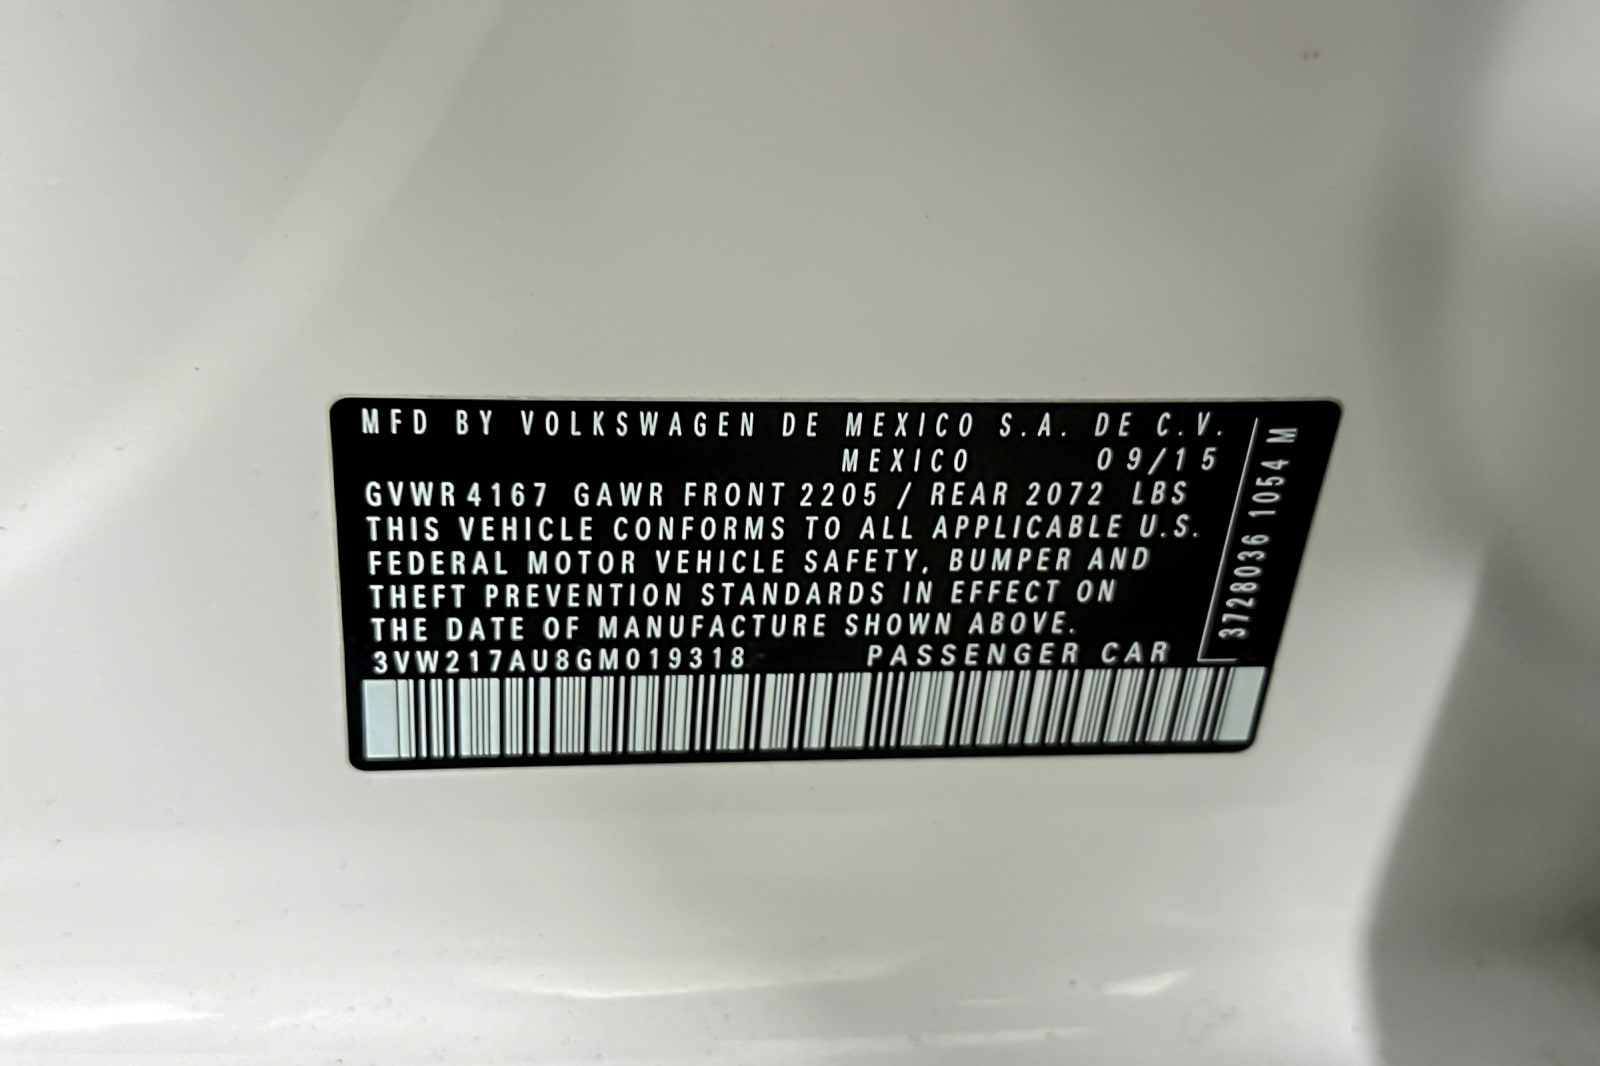 MFD BY VOLKSWAGEN DE MEXICO S.A. DE C.V.
MEXICO 09/15
GVWR 4167 GAWR FRONT 2205 / REAR 2072 LBS
THIS VEHICLE CONFORMS TO ALL APPLICABLE U.S.
FEDERAL MOTOR VEHICLE SAFETY, BUMPER AND
THEFT PREVENTION STANDARDS IN EFFECT ON
THE DATE OF MANUFACTURE SHOWN ABOVE.
3VW217AU8GM019318 PASSENGER CAR
3728036 1054 M